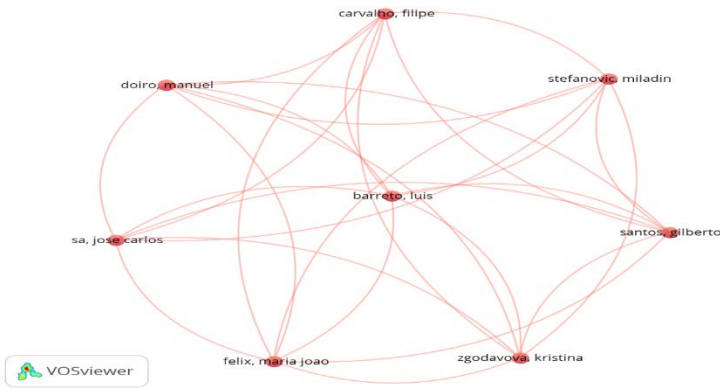 carvalho, filipe
stefanovic, miladin
doiro, manuel
barreto, luis
santos, gilberto
sa, jose carlos
zgodavova, kristina
felix, maria joao
VOSviewer